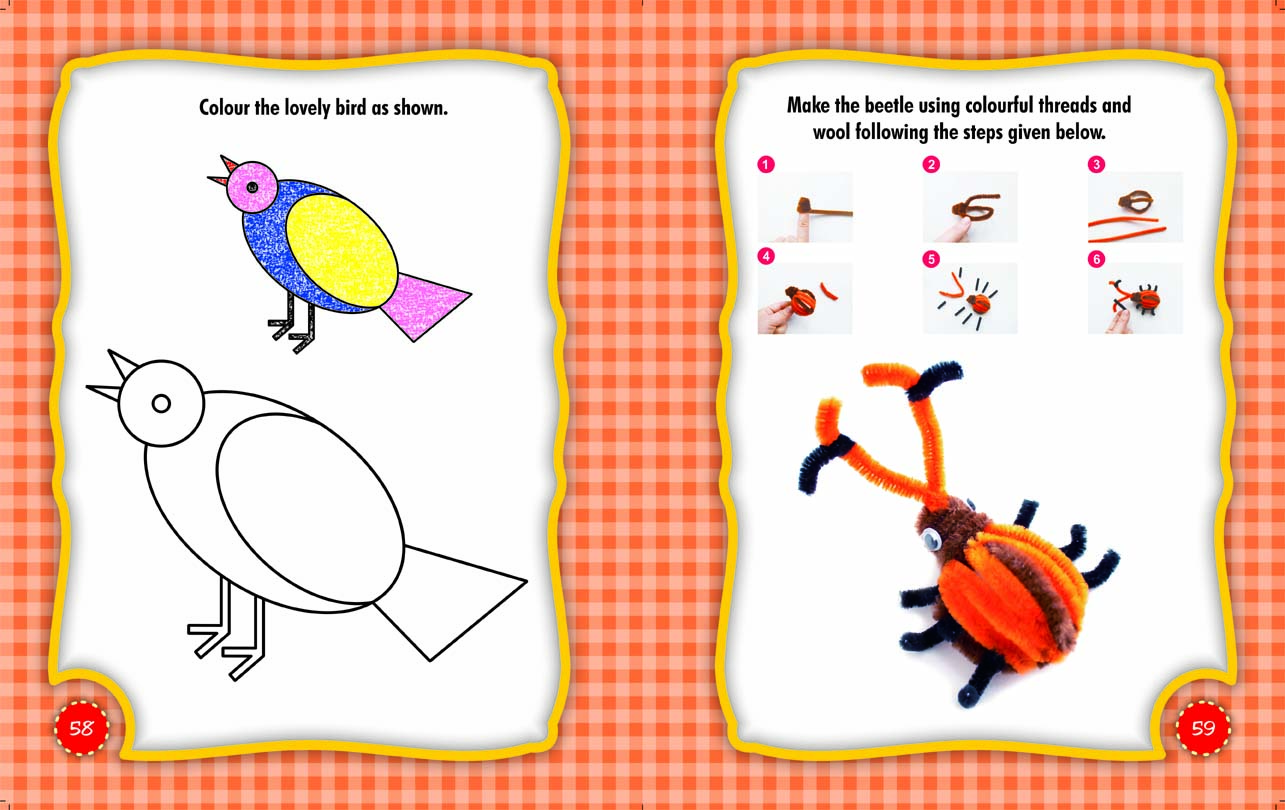 Colour the lovely bird as shown.
58
Make the beetle using colourful threads and
wool following the steps given below.
1
2
3
4
5
6
59